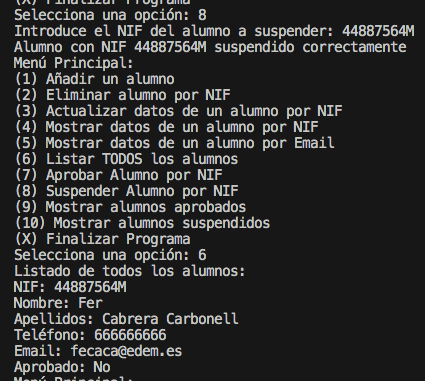 (X) Finalizar Programa
Selecciona una opción: 8
Introduce el NIF del alumno a suspender: 44887564M
Alumno con NIF 44887564M suspendido correctamente
Menú Principal:
(1) Añadir un alumno
(2) Eliminar alumno por NIF
(3) Actualizar datos de un alumno por NIF
(4) Mostrar datos de un alumno por NIF
(5) Mostrar datos de un alumno por Email
(6) Listar TODOS los alumnos
(7) Aprobar Alumno por NIF
(8) Suspender Alumno por NIF
(9) Mostrar alumnos aprobados
(10) Mostrar alumnos suspendidos
(X) Finalizar Programa
Selecciona una opción: 6
Listado de todos los alumnos:
NIF: 44887564M
Nombre: Fer
Apellidos: Cabrera Carbonell
Teléfono: 666666666
Email: fecaca@edem.es
Aprobado: No
Menú Principal: